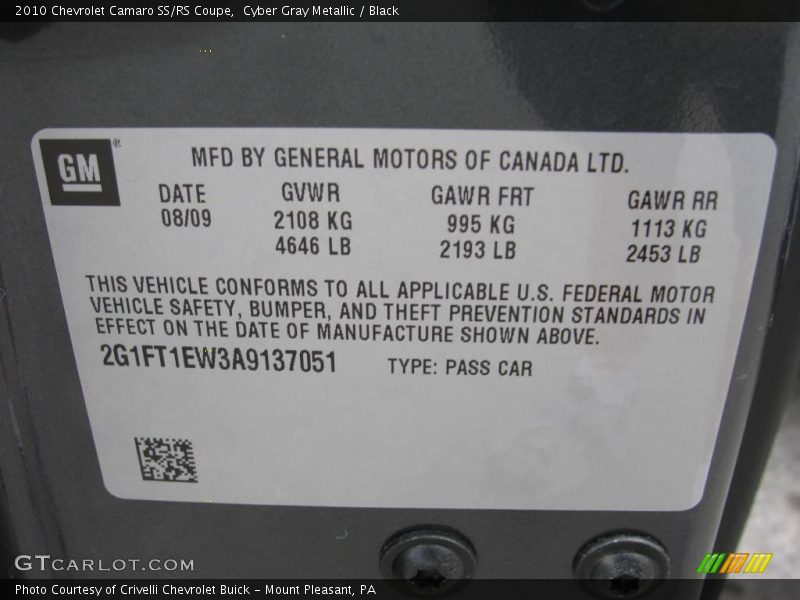 2010 Chevrolet Camaro SS/RS Coupe,  Cyber Gray Metallic / Black
GM
®
MFD BY GENERAL MOTORS OF CANADA LTD.
DATE GVWR GAWR FRT GAWR RR
08/09 2108 KG 995 KG 1113 KG
4646 LB 2193 LB 2453 LB
THIS VEHICLE CONFORMS TO ALL APPLICABLE U.S. FEDERAL MOTOR
VEHICLE SAFETY, BUMPER, AND THEFT PREVENTION STANDARDS IN
EFFECT ON THE DATE OF MANUFACTURE SHOWN ABOVE.
2G1FT1EW3A9137051 TYPE: PASS CAR
GTCARLOT.COM
Photo Courtesy of Crivelli Chevrolet Buick – Mount Pleasant, PA